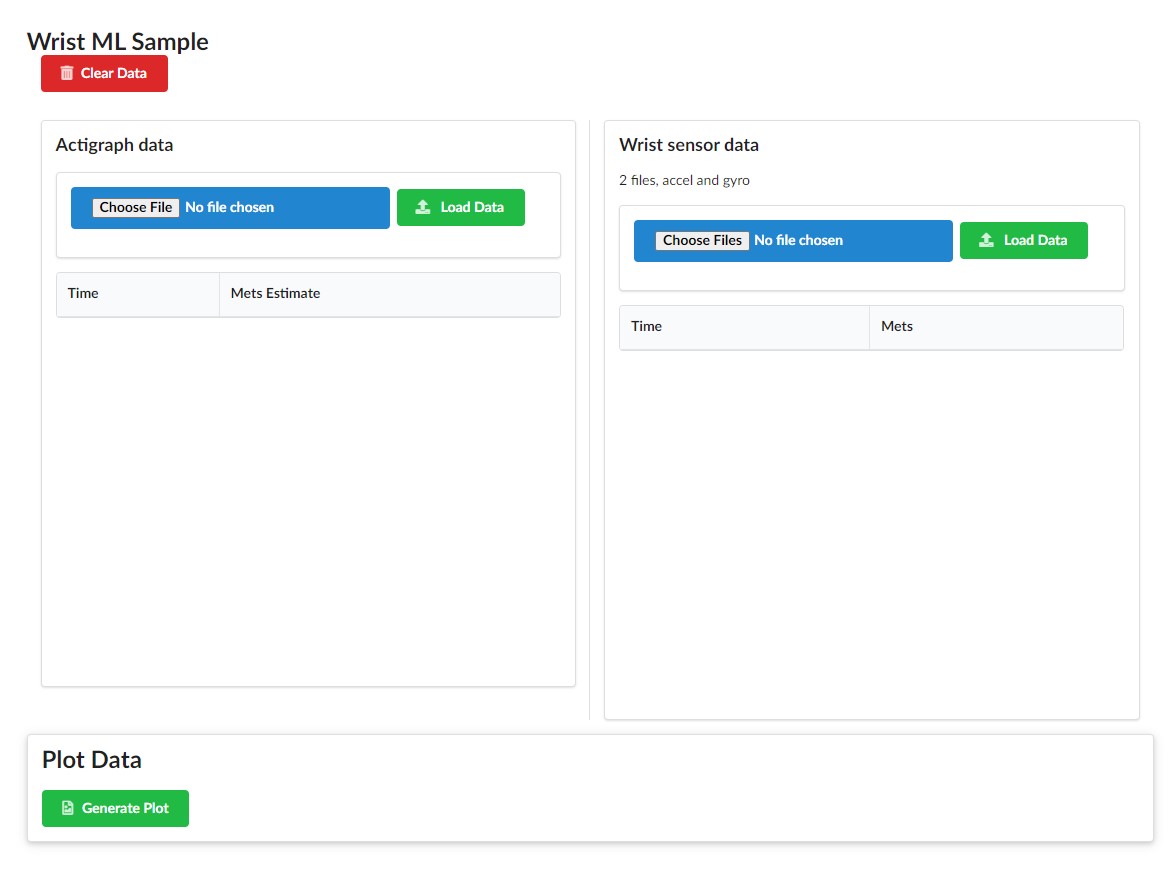 Wrist ML Sample
Clear Data
Actigraph data
Choose File No file chosen
Load Data
Time Mets Estimate
Wrist sensor data
2 files, accel and gyro
Choose Files No file chosen
Load Data
Time Mets
Plot Data
Generate Plot